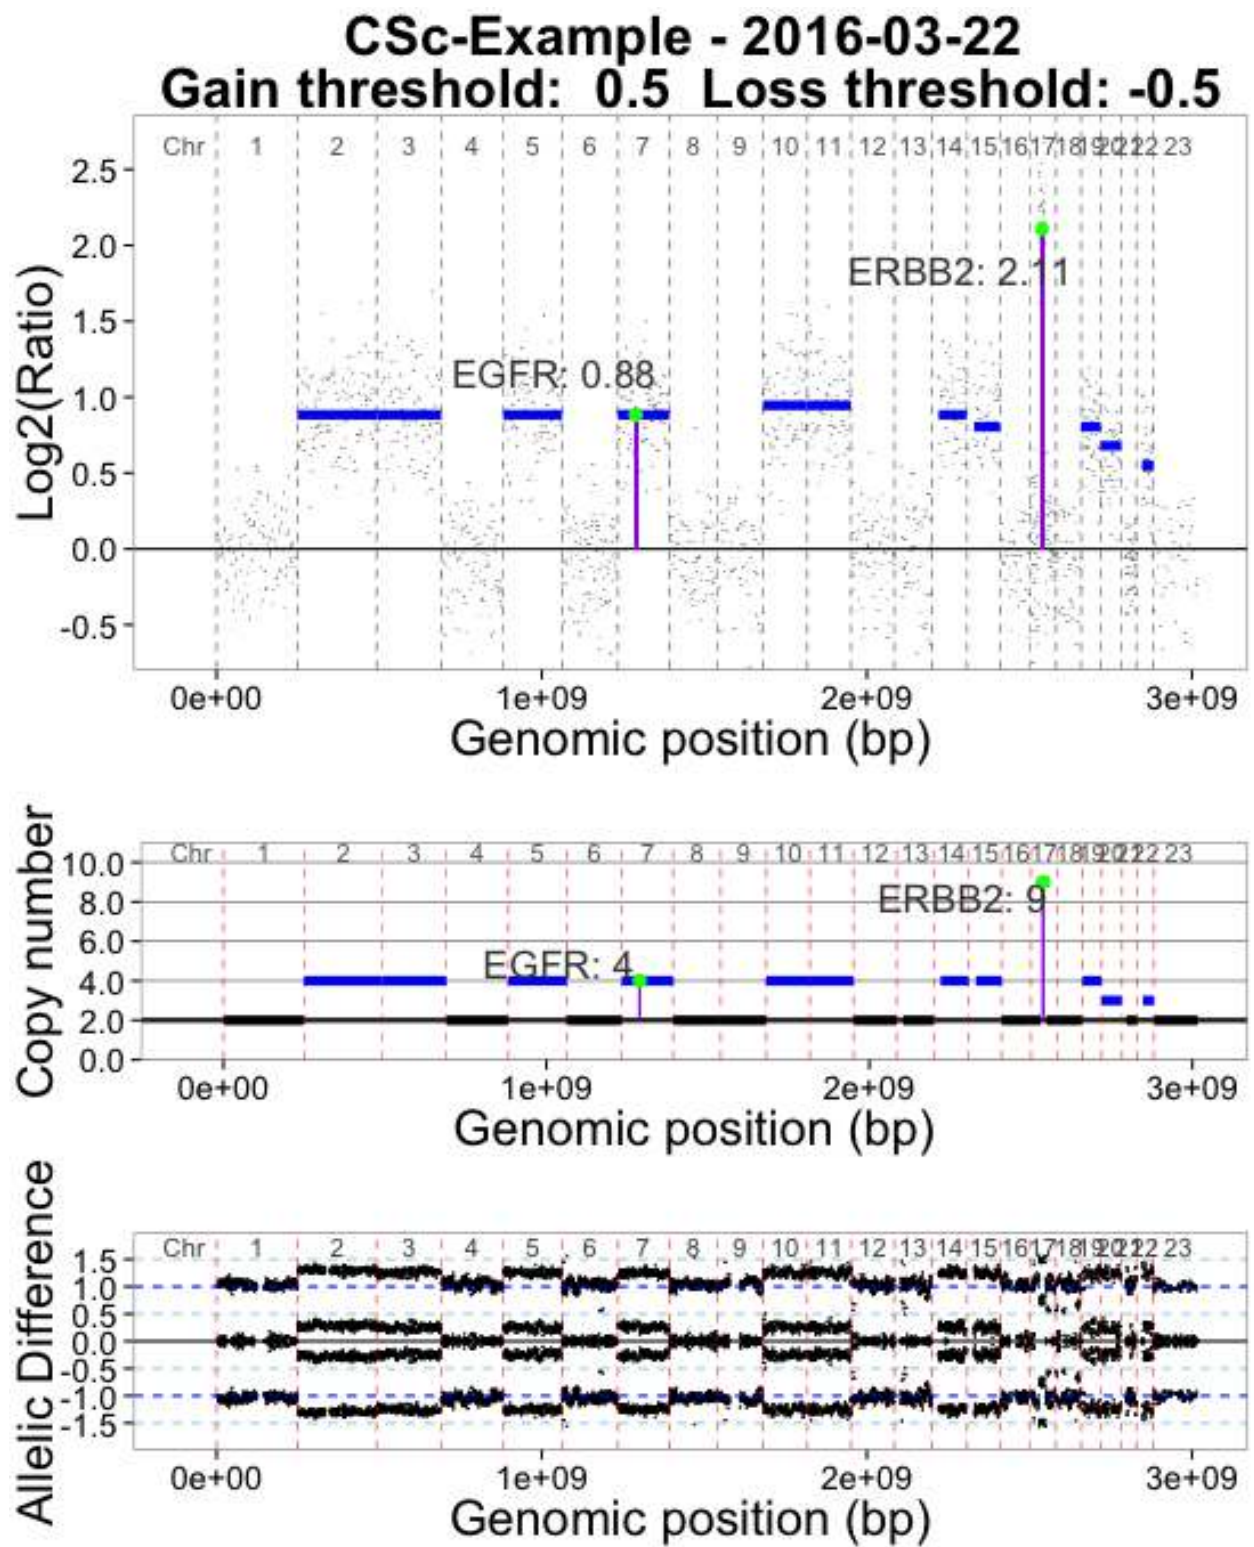 CSc-Example - 2016-03-22
Gain threshold: 0.5 Loss threshold: -0.5
Chr 1 2 3 4 5 6 7 8 9 10 11 12 13 14 15 16 17 18 19 20 21 22 23
2.5
2.0
ERBB2: 2.11
1.5
EGFR: 0.88
1.0
0.5
0.0
-0.5
Log2(Ratio)
0e+00 1e+09 2e+09 3e+09
Genomic position (bp)
Chr 1 2 3 4 5 6 7 8 9 10 11 12 13 14 15 16 17 18 19 20 21 22 23
10.0
8.0
ERBB2: 9
6.0
EGFR: 4
4.0
2.0
0.0
Copy number
0e+00 1e+09 2e+09 3e+09
Genomic position (bp)
Chr 1 2 3 4 5 6 7 8 9 10 11 12 13 14 15 16 17 18 19 20 21 22 23
1.5
1.0
0.5
0.0
-0.5
-1.0
-1.5
Allelic Difference
0e+00 1e+09 2e+09 3e+09
Genomic position (bp)